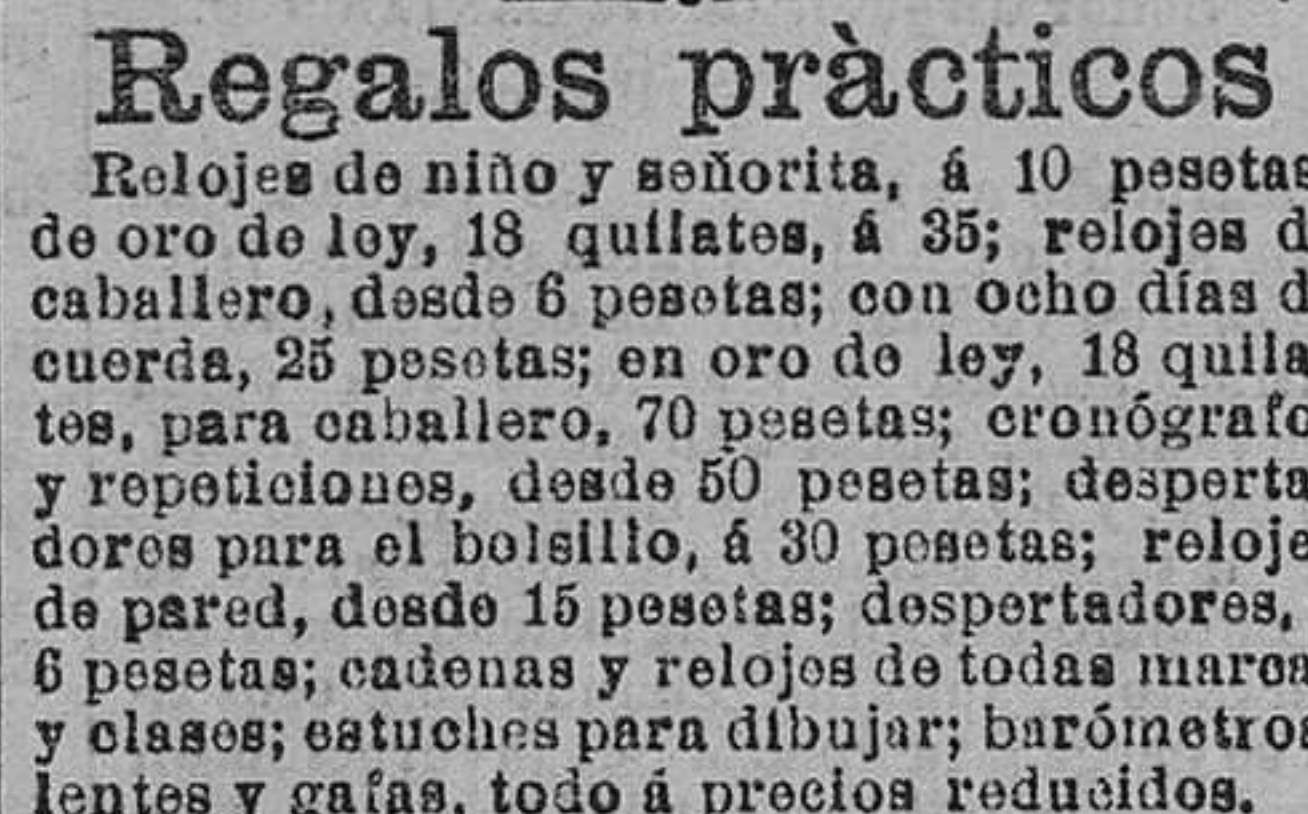 Regalos pràcticos
Relojes de niño y señorita, á 10 pesetas
de oro de ley, 18 quilates, á 35; relojes d
caballero, desde 6 pesetas; con ocho días d
cuerda, 25 pesetas; en oro de ley, 18 quila
tes, para caballero, 70 pesetas; cronógrafo
y repeticiones, desde 50 pesetas; desperta
dores para el bolsillo, á 30 pesetas; reloje
de pared, desde 15 pesetas; despertadores,
6 pesetas; cadenas y relojes de todas marca
y clases; estuches para dibujar; barómetros
lentes y gafas, todo á precios reducidos.